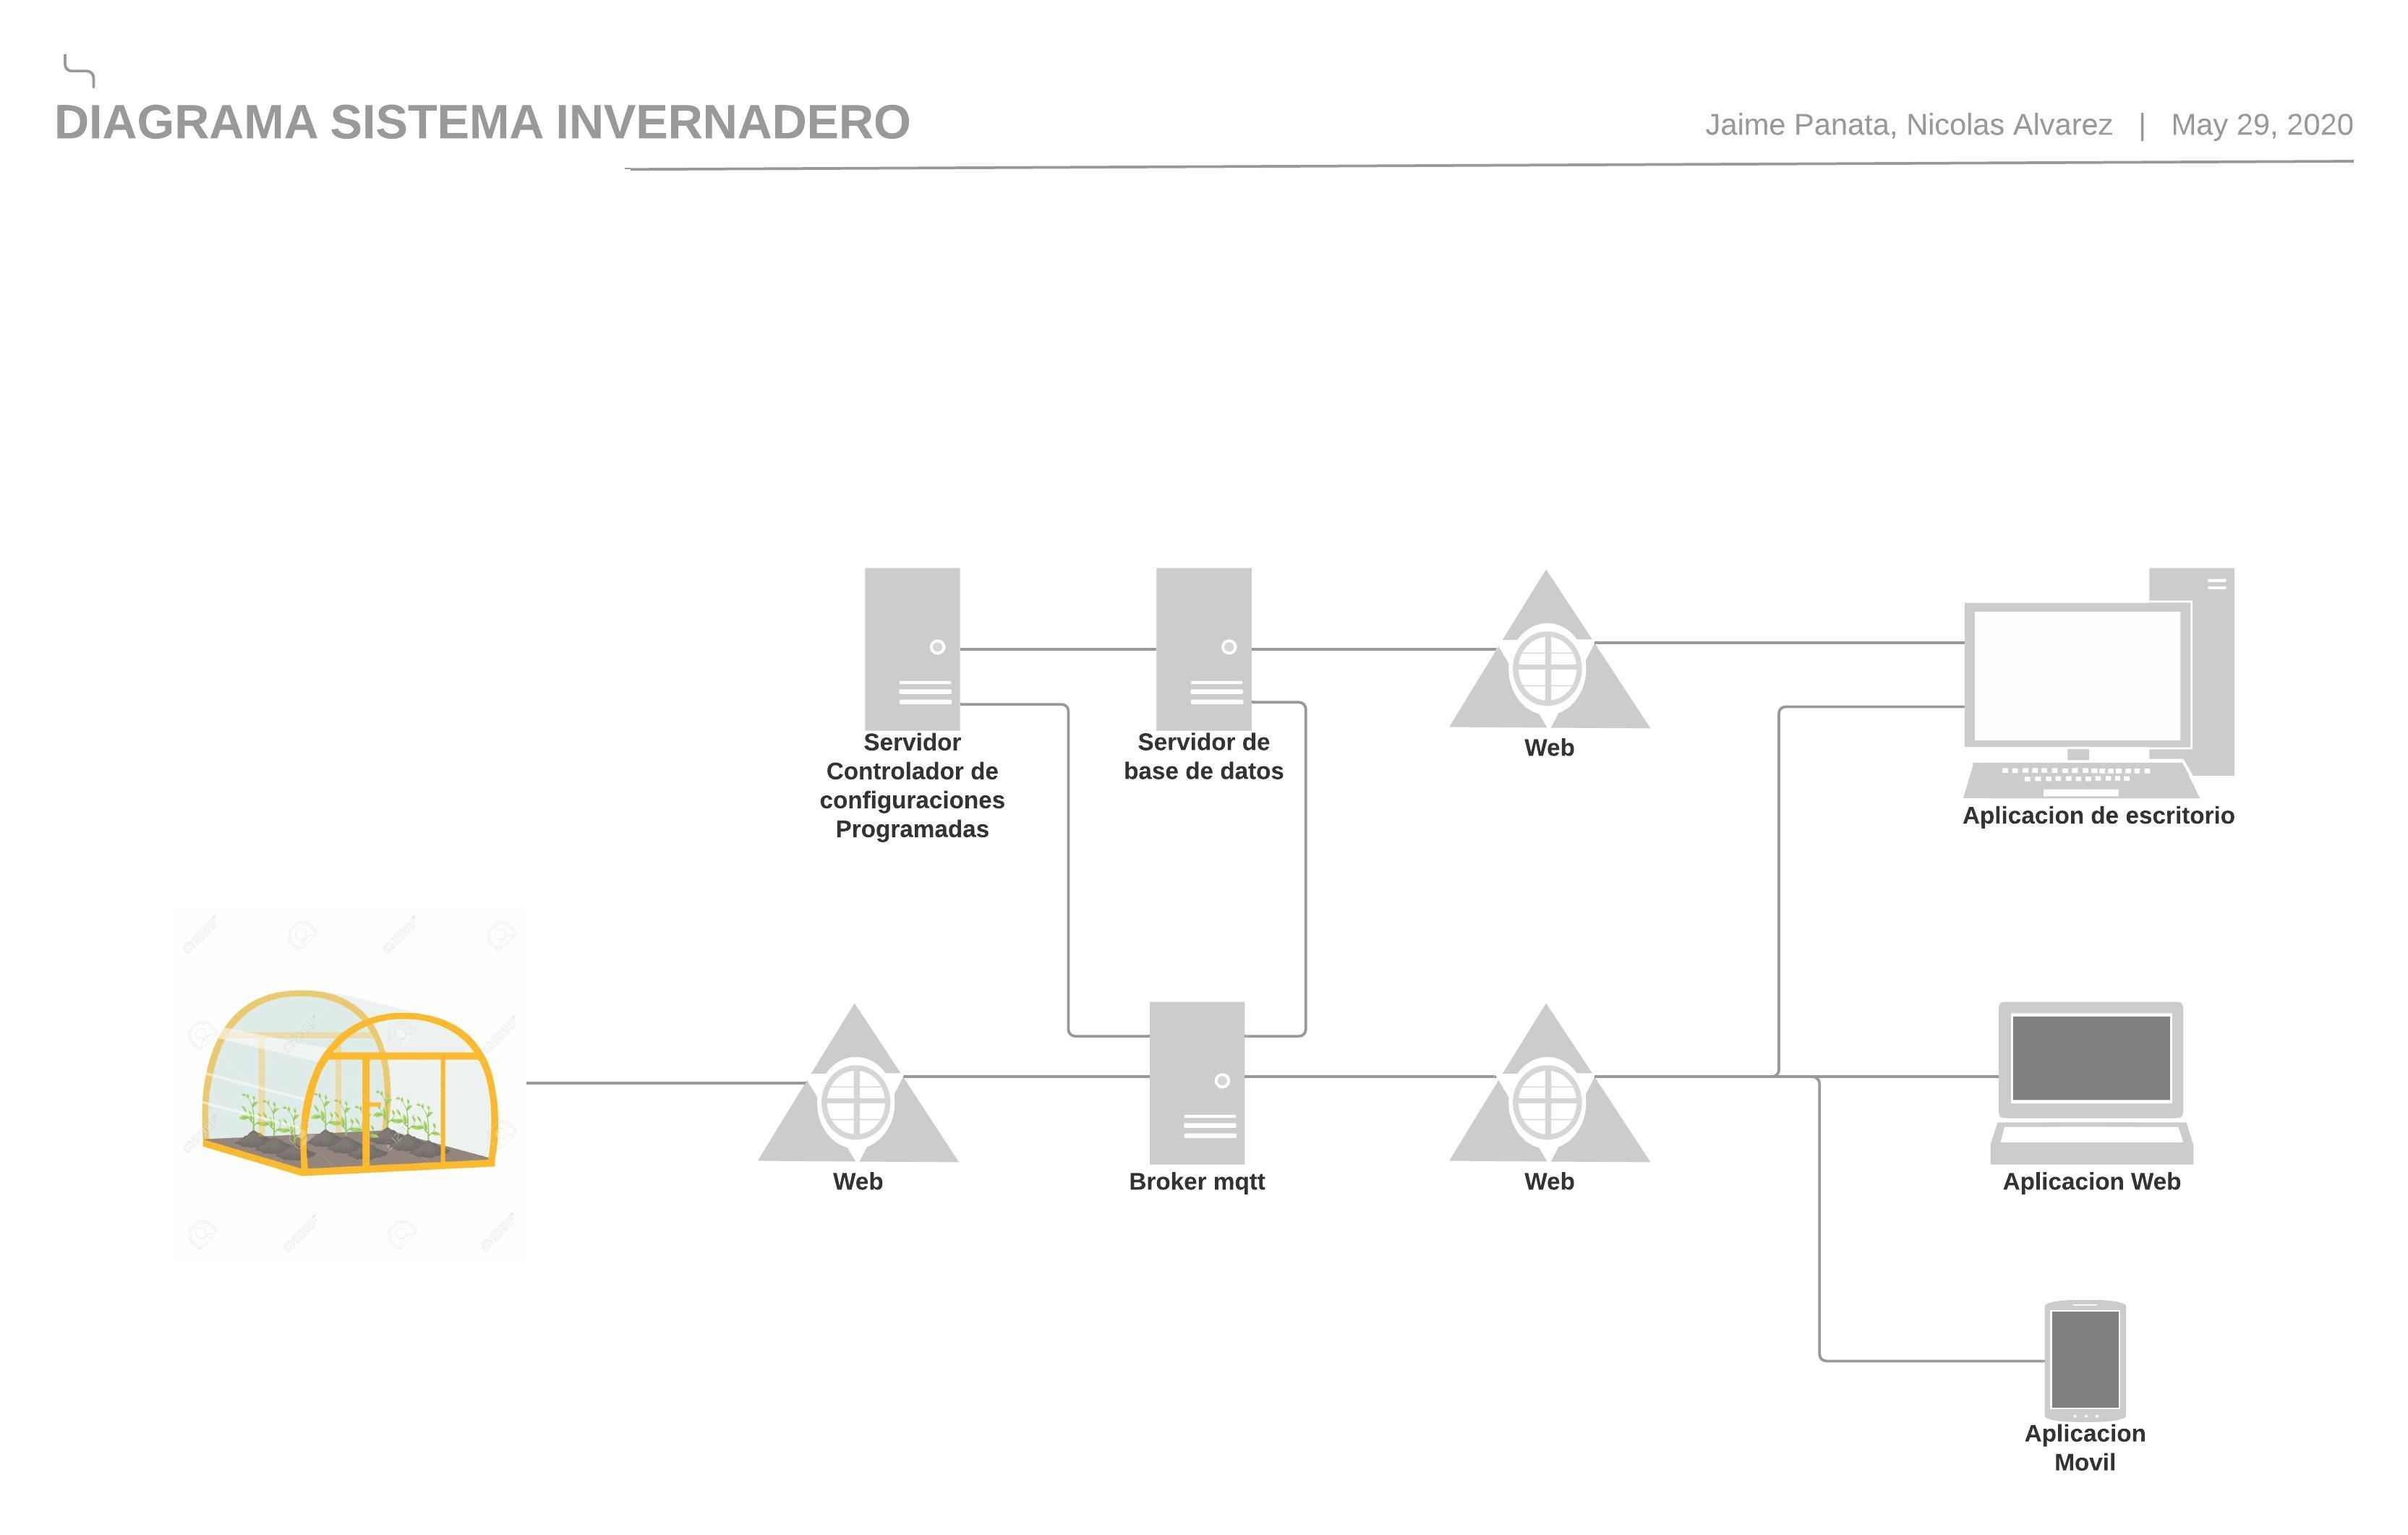 DIAGRAMA SISTEMA INVERNADERO
Jaime Panata, Nicolas Alvarez | May 29, 2020
Servidor
Controlador de
configuraciones
Programadas
Servidor de
base de datos
Web
Aplicacion de escritorio
Web
Broker mqtt
Web
Aplicacion Web
Aplicacion
Movil